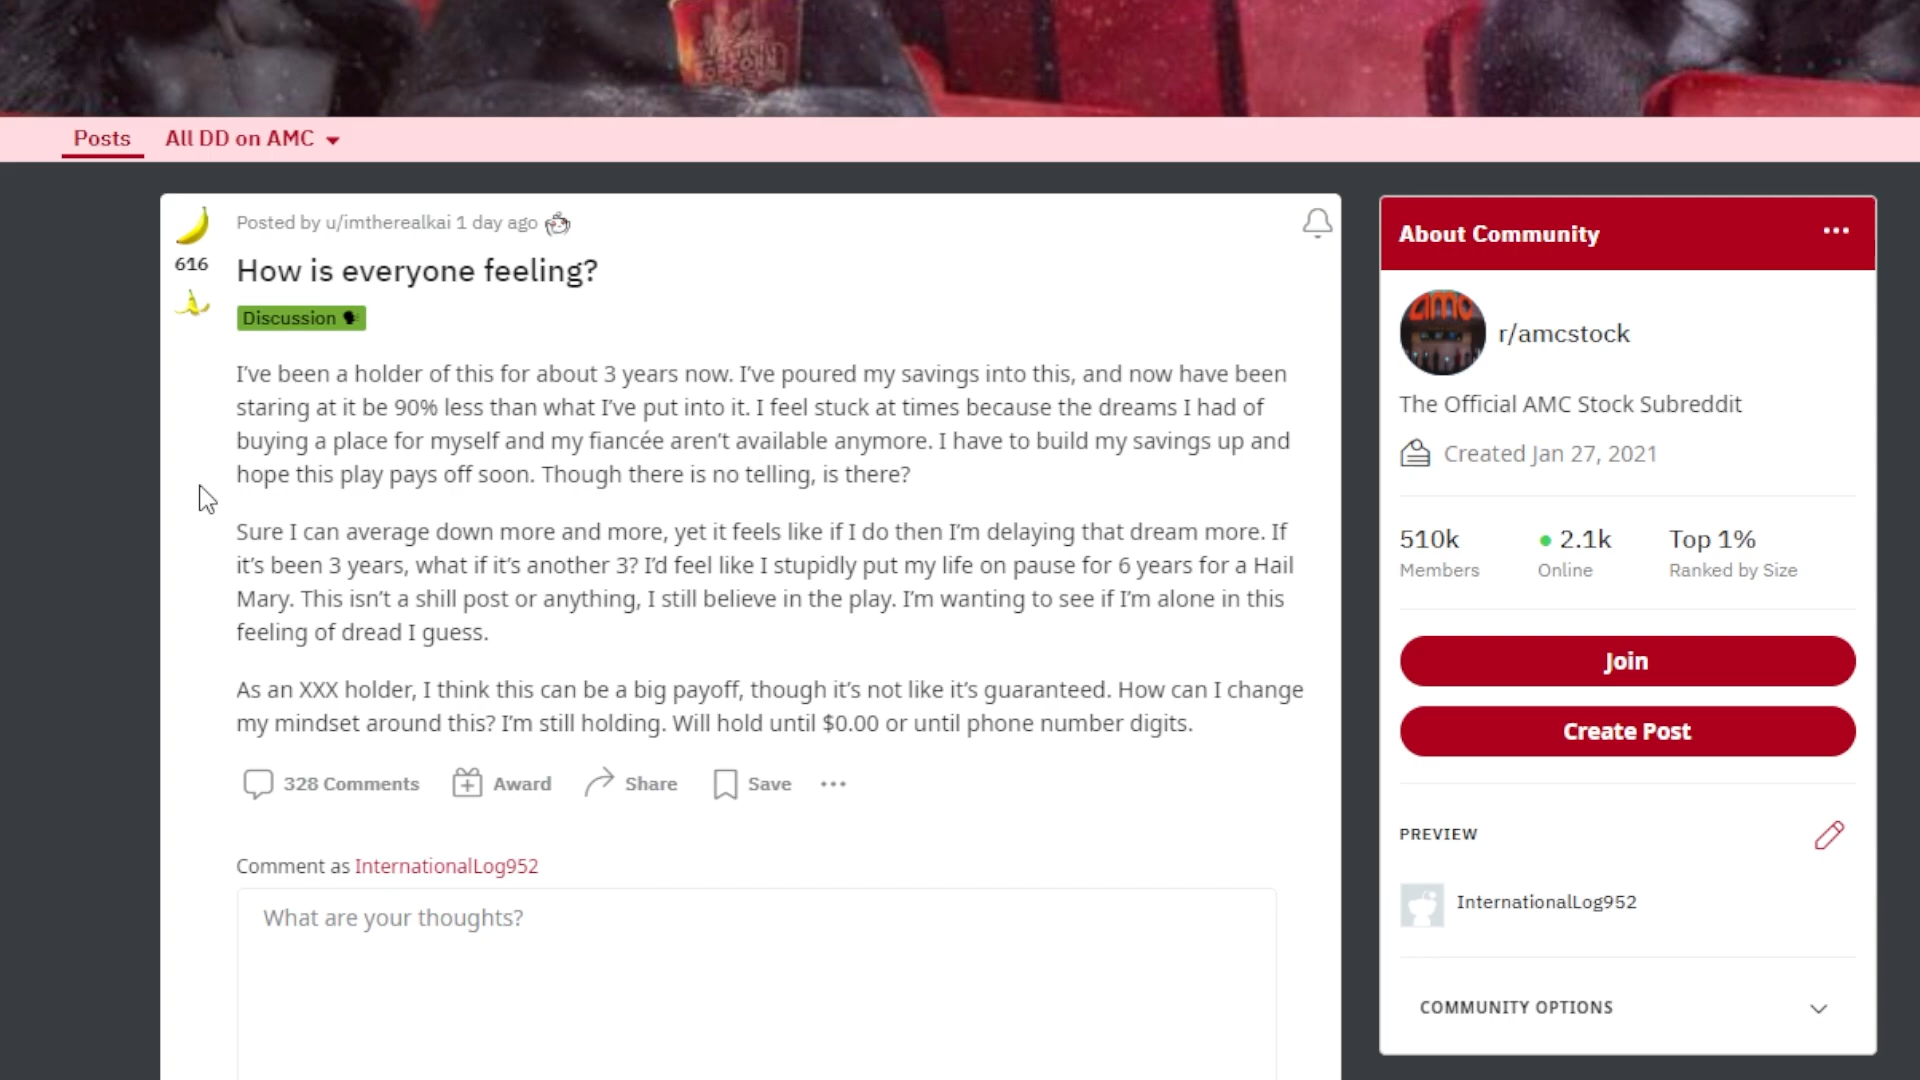 Posts All DD on AMC
Posted by u/imtherealkai 1 day ago
616
How is everyone feeling?
Discussion
I've been a holder of this for about 3 years now. I've poured my savings into this, and now have been
staring at it be 90% less than what I've put into it. I feel stuck at times because the dreams I had of
buying a place for myself and my fiancée aren't available anymore. I have to build my savings up and
hope this play pays off soon. Though there is no telling, is there?
Sure I can average down more and more, yet it feels like if I do then I'm delaying that dream more. If
it's been 3 years, what if it's another 3? I'd feel like I stupidly put my life on pause for 6 years for a Hail
Mary. This isn't a shill post or anything, I still believe in the play. I'm wanting to see if I'm alone in this
feeling of dread I guess.
As an XXX holder, I think this can be a big payoff, though it's not like it's guaranteed. How can I change
my mindset around this? I'm still holding. Will hold until $0.00 or until phone number digits.
328 Comments Award Share Save
Comment as InternationalLog952
What are your thoughts?
About Community
amc
r/amcstock
The Official AMC Stock Subreddit
Created Jan 27, 2021
510k 2.1k Top 1%
Members Online Ranked by Size
Join
Create Post
PREVIEW
InternationalLog952
COMMUNITY OPTIONS